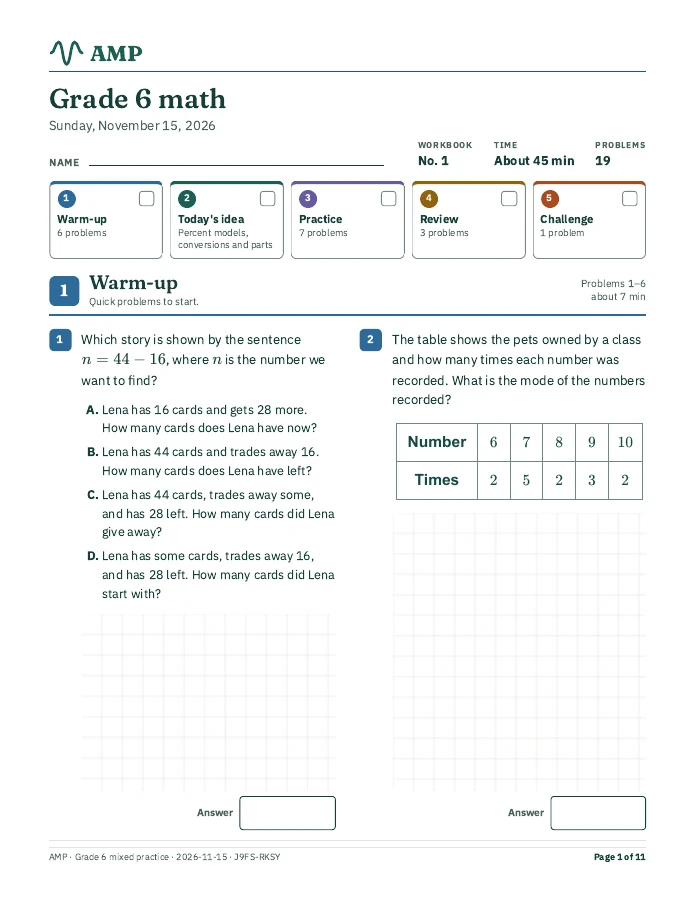 AMP
Grade 6 math
Sunday, November 15, 2026
NAME
WORKBOOK TIME PROBLEMS
No. 1 About 45 min 19
1
Warm-up
6 problems
2
Today's idea
Percent models,
conversions and parts
3
Practice
7 problems
4
Review
3 problems
5
Challenge
1 problem
1 Warm-up
Quick problems to start.
Problems 1–6
about 7 min
1 Which story is shown by the sentence
n = 44 − 16, where n is the number we
want to find?
A. Lena has 16 cards and gets 28 more.
How many cards does Lena have now?
B. Lena has 44 cards and trades away 16.
How many cards does Lena have left?
C. Lena has 44 cards, trades away some,
and has 28 left. How many cards did Lena
give away?
D. Lena has some cards, trades away 16,
and has 28 left. How many cards did Lena
start with?
Answer
2 The table shows the pets owned by a class
and how many times each number was
recorded. What is the mode of the numbers
recorded?
Number 6 7 8 9 10
Times 2 5 2 3 2
Answer
AMP · Grade 6 mixed practice · 2026-11-15 · J9FS-RKSY
Page 1 of 11